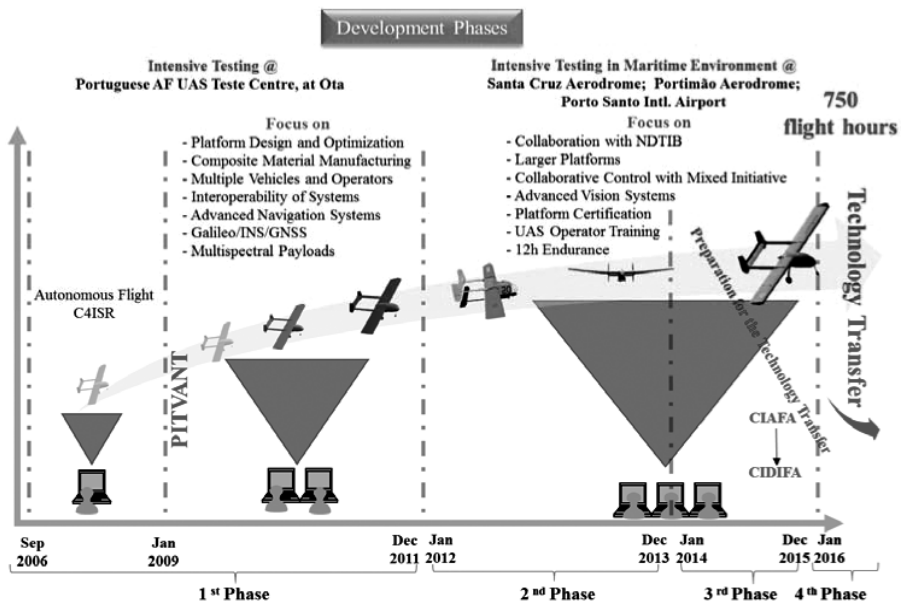 Development Phases
Intensive Testing @
Portuguese AF UAS Teste Centre, at Ota
Intensive Testing in Maritime Environment @
Santa Cruz Aerodrome; Portimão Aerodrome;
Porto Santo Intl. Airport
750
flight hours
Focus on
- Platform Design and Optimization
- Composite Material Manufacturing
- Multiple Vehicles and Operators
- Interoperability of Systems
- Advanced Navigation Systems
- Galileo/INS/GNSS
- Multispectral Payloads
Focus on
- Collaboration with NDTIB
- Larger Platforms
- Collaborative Control with Mixed Initiative
- Advanced Vision Systems
- Platform Certification
- UAS Operator Training
- 12h Endurance
Autonomous Flight
C4ISR
PITVANT
Preparation for the Technology Transfer
Technology Transfer
CIAFA
CIDIFA
Sep
2006
Jan
2009
Dec
2011
Jan
2012
Dec
2013
Jan
2014
Dec
2015
Jan
2016
1st Phase
2nd Phase
3rd Phase
4th Phase